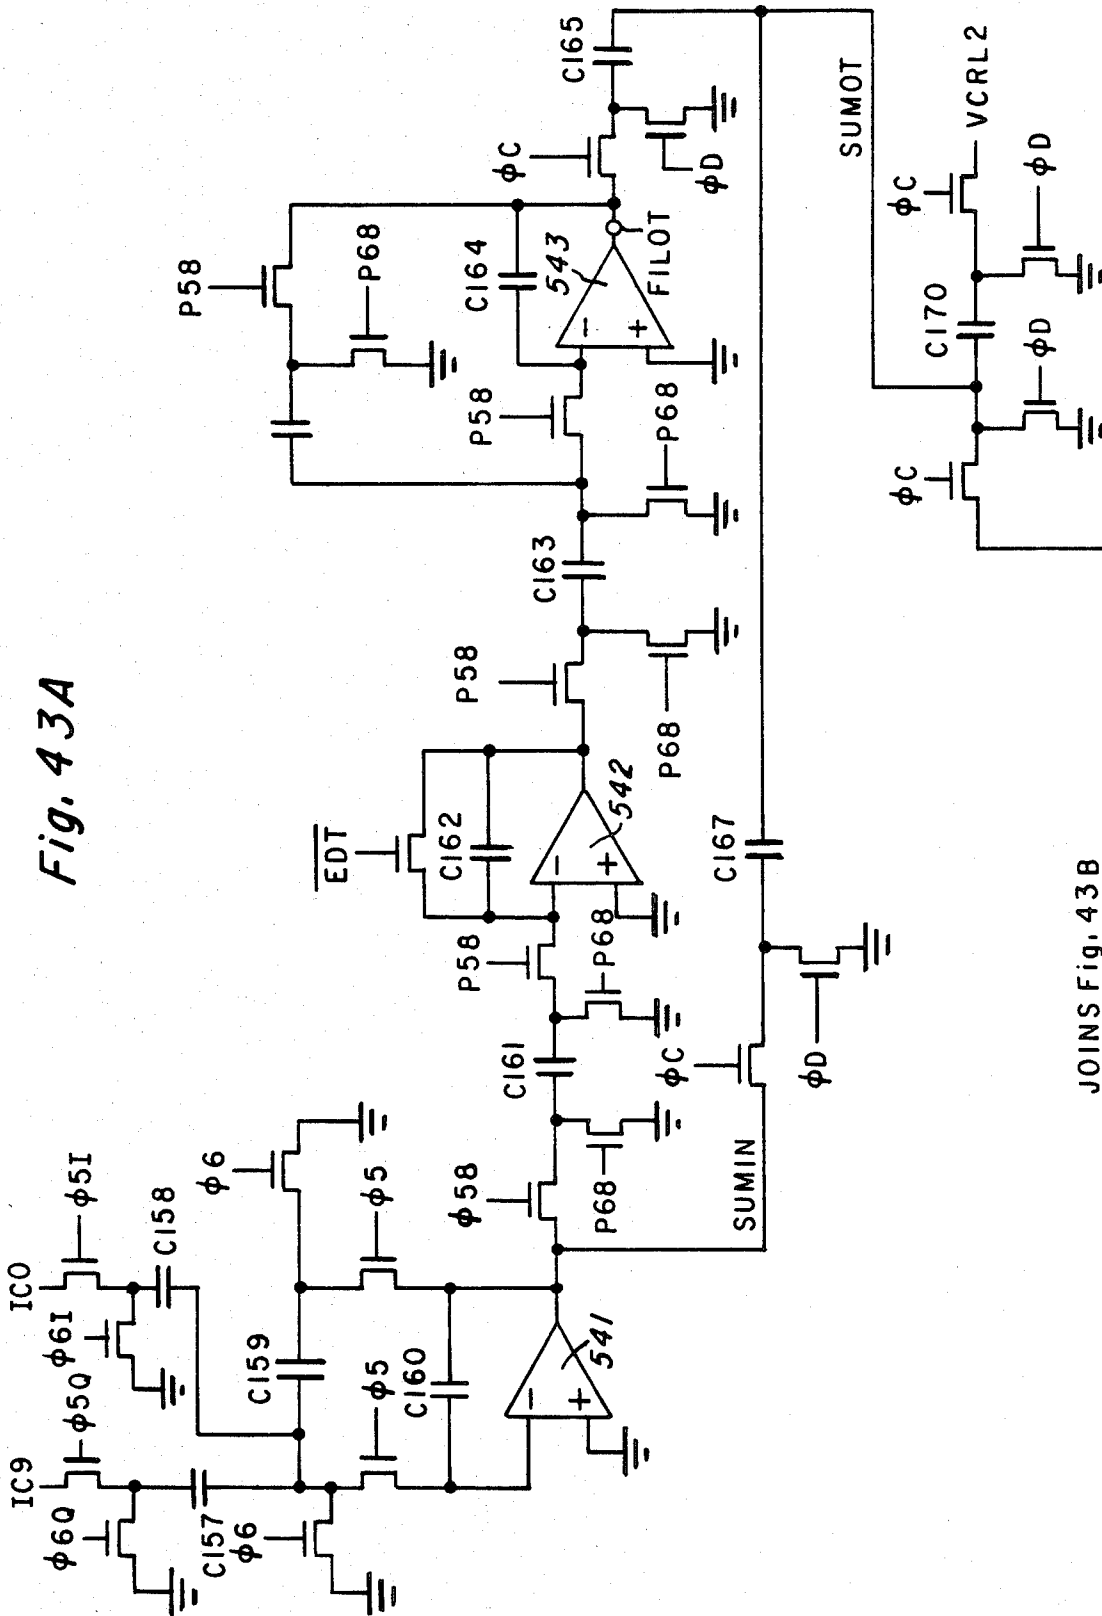 Fig. 43A
IC9
IC0
φ5Q
φ5I
φ6Q
φ6I
C157
C158
φ6
φ6
C159
φ5
φ5
C160
541
φ58
P68
C161
P68
P58
EDT
C162
542
P58
P68
C163
P68
P58
P58
P68
C164
543
FILOT
φC
φD
C165
SUMIN
φC
φD
C167
SUMOT
φC
φD
C170
φC
φD
VCRL2
JOINS Fig. 43B